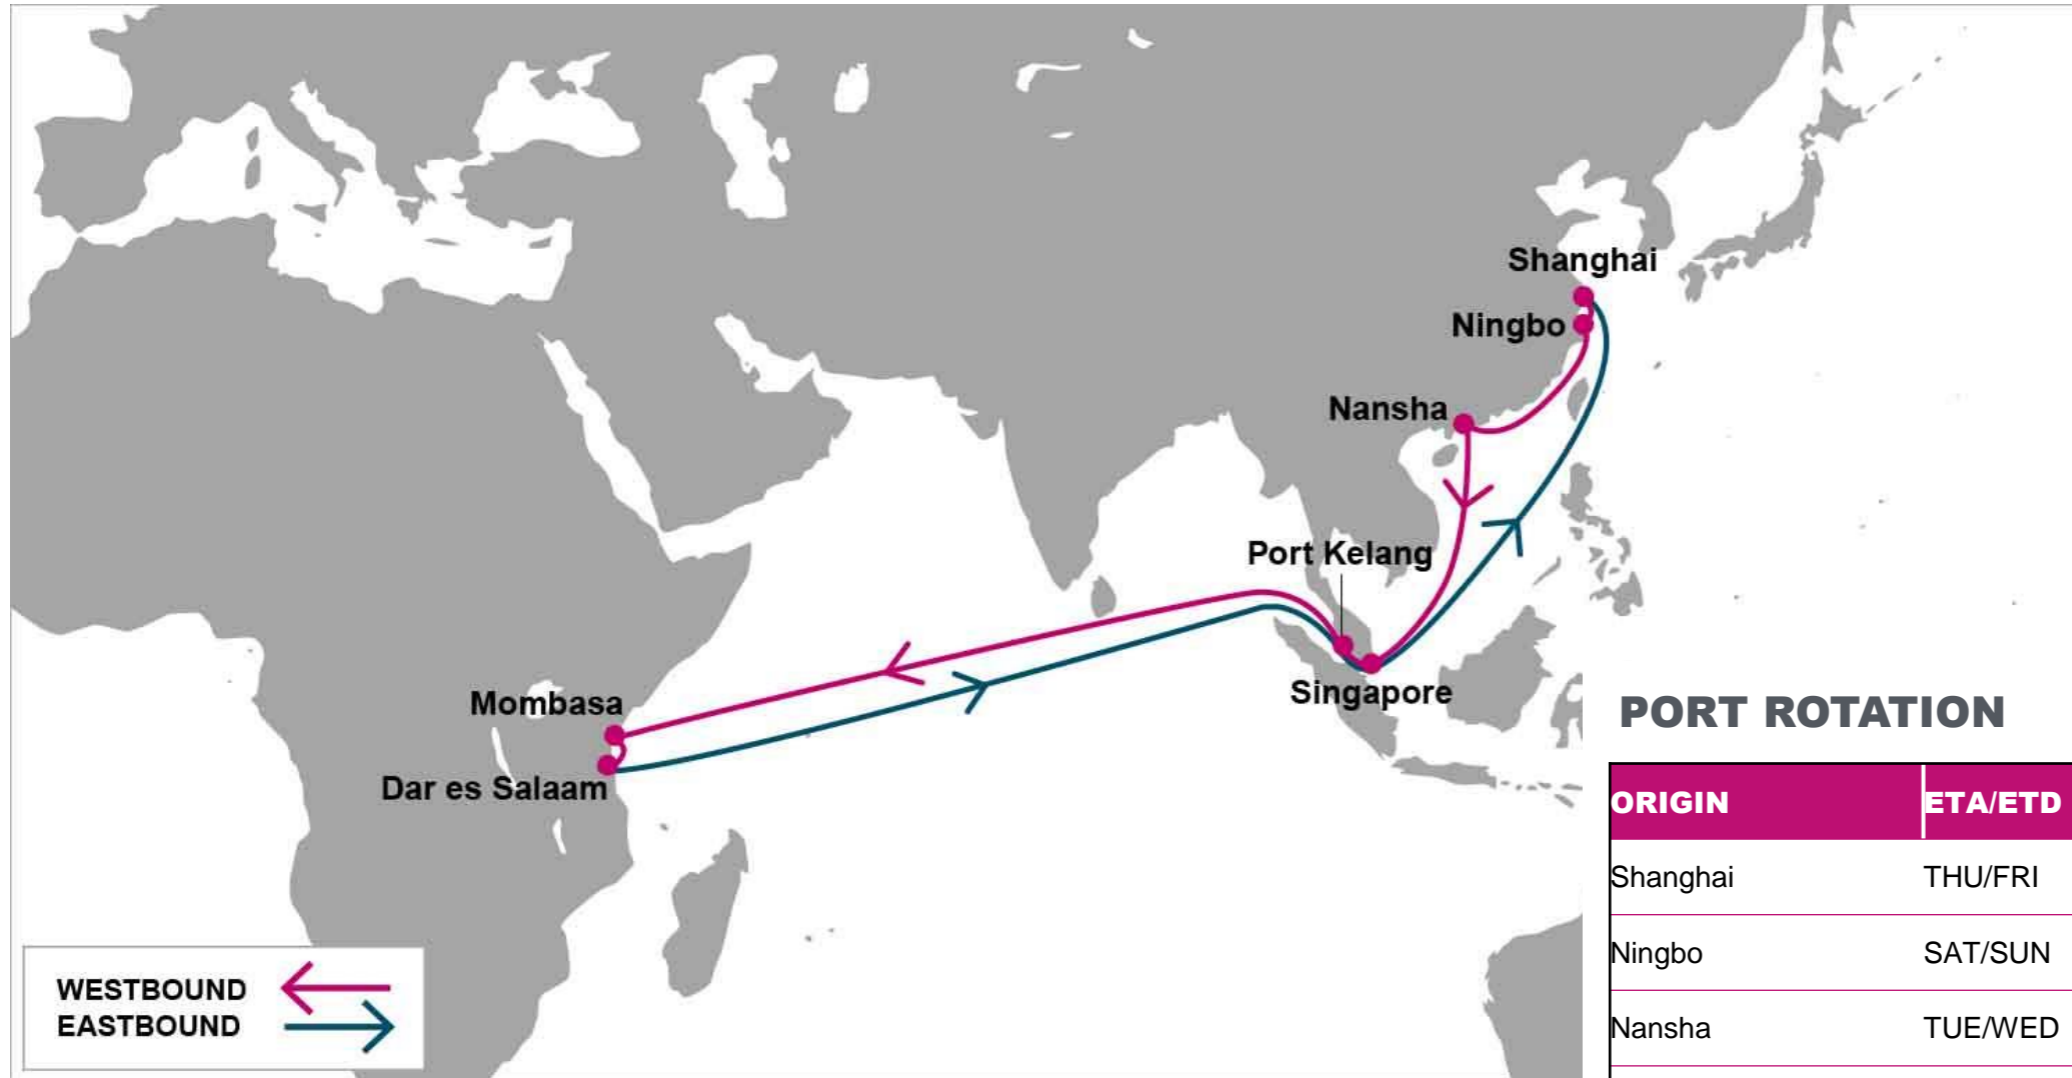 Shanghai
Ningbo
Nansha
Port Kelang
Singapore
Mombasa
Dar es Salaam
WESTBOUND
EASTBOUND
PORT ROTATION
ORIGIN ETA/ETD
Shanghai THU/FRI
Ningbo SAT/SUN
Nansha TUE/WED